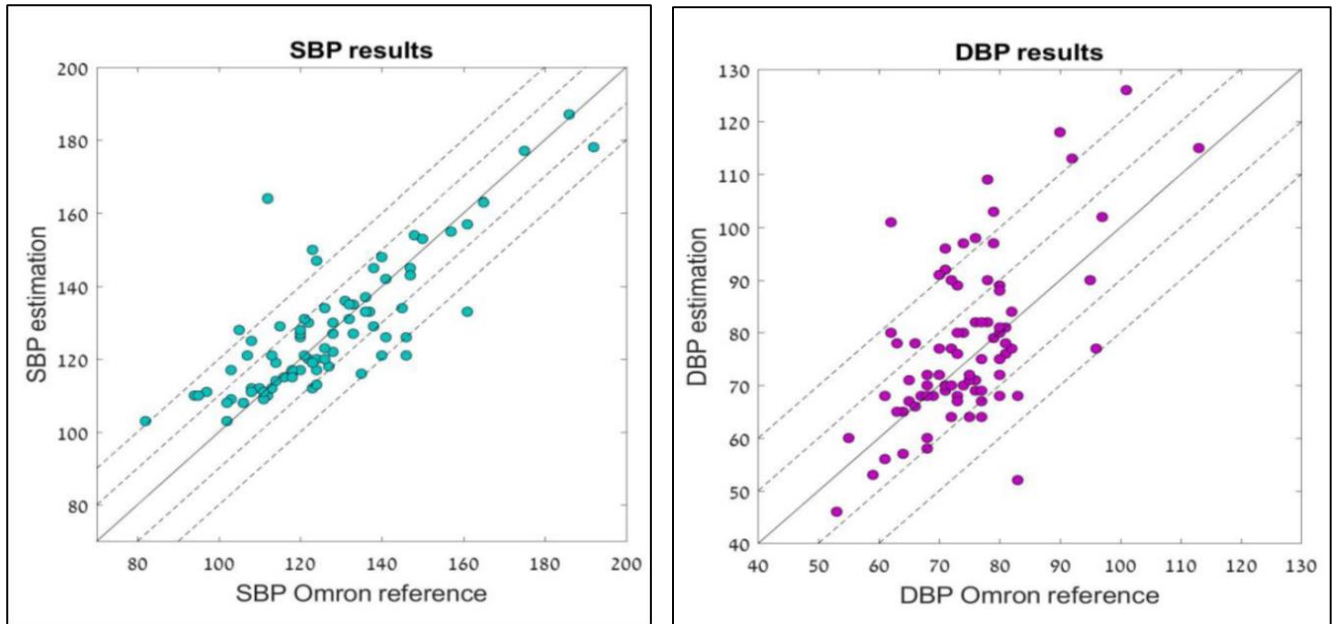 SBP results
200
180
160
140
120
100
80
SBP estimation
80 100 120 140 160 180 200
SBP Omron reference
DBP results
130
120
110
100
90
80
70
60
50
40
DBP estimation
40 50 60 70 80 90 100 110 120 130
DBP Omron reference